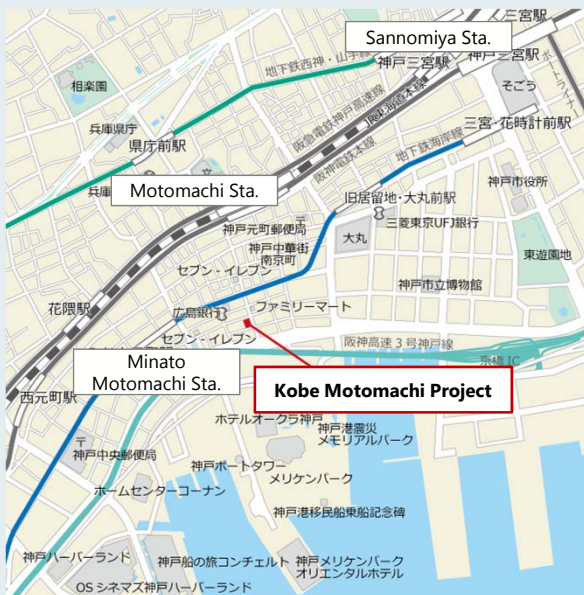 三宮駅
Sannomiya Sta.
神戸三宮駅
神戸三宮駅
地下鉄西神・山手線
相楽園
阪急電鉄神戸高速線
JR東海道本線
そごう
ポートライナー
兵庫県庁
県庁前駅
阪神電鉄本線
三宮・花時計前駅
地下鉄海岸線
兵庫
Motomachi Sta.
旧居留地・大丸前駅
神戸市役所
神戸元町郵便局
三菱東京UFJ銀行
神戸中華街
南京町
大丸
東遊園地
セブン-イレブン
神戸市立博物館
花隈駅
広島銀行
ファミリーマート
セブン-イレブン
阪神高速3号神戸線
京橋IC
Minato
Motomachi Sta.
Kobe Motomachi Project
西元町駅
ホテルオークラ神戸
神戸港震災
メモリアルパーク
神戸中央郵便局
神戸ポートタワー
メリケンパーク
ホームセンターコーナン
神戸港移民船乗船記念碑
神戸ハーバーランド
神戸船の旅コンチェルト
神戸メリケンパーク
オリエンタルホテル
OSシネマズ神戸ハーバーランド